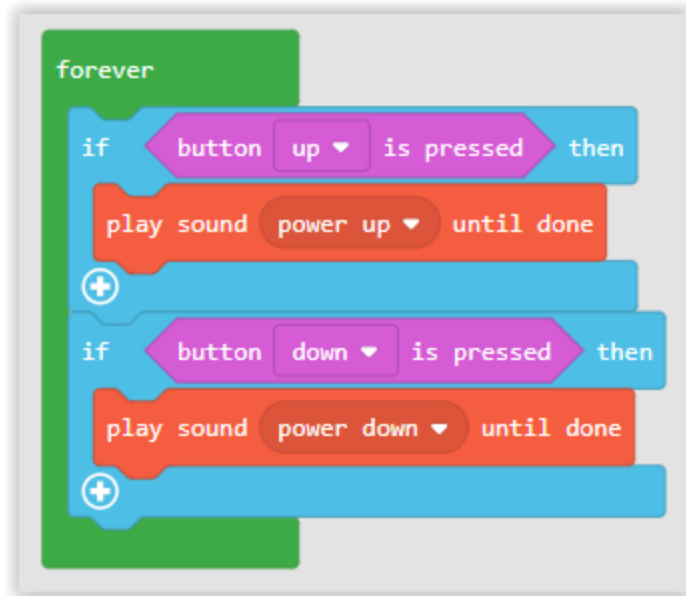 forever
if button up is pressed then
play sound power up until done
if button down is pressed then
play sound power down until done